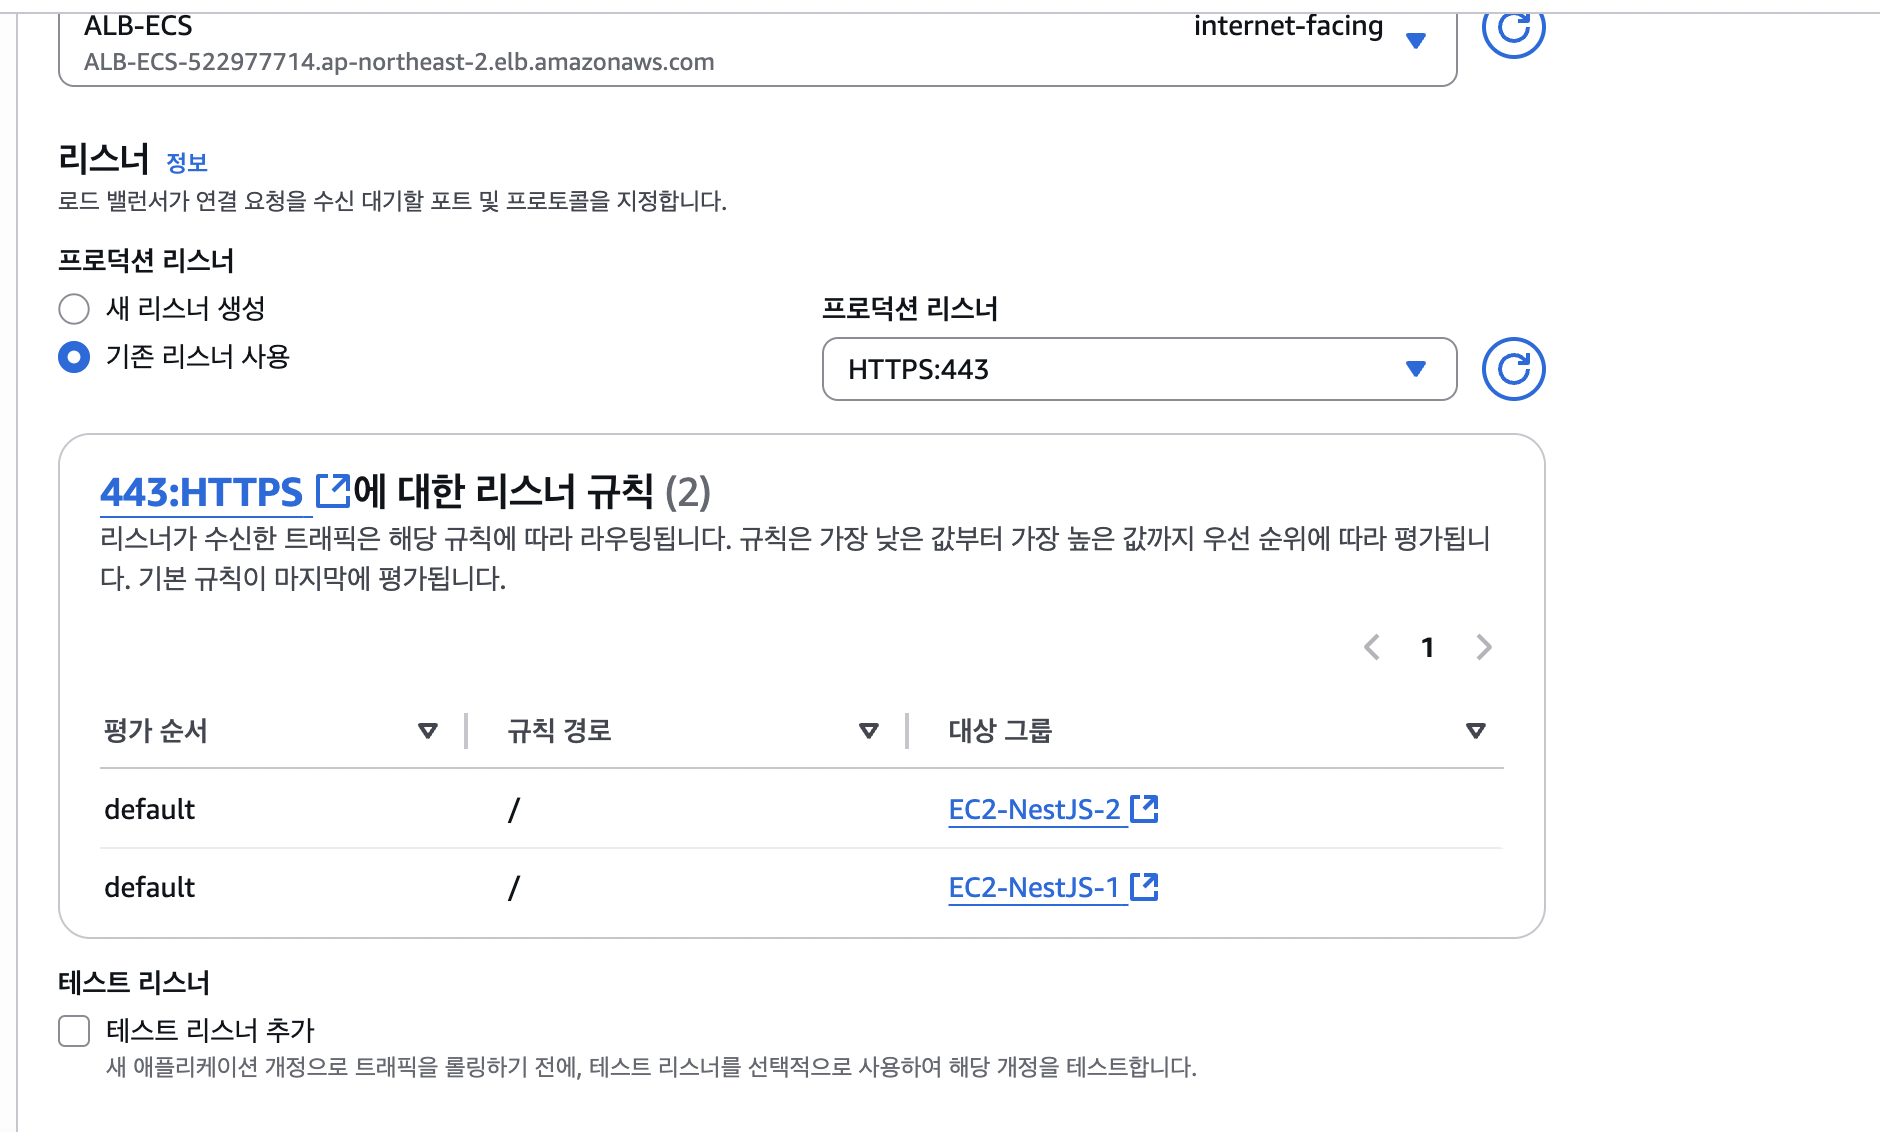 ALB-ECS internet-facing
ALB-ECS-522977714.ap-northeast-2.elb.amazonaws.com
리스너 정보
로드 밸런서가 연결 요청을 수신 대기할 포트 및 프로토콜을 지정합니다.
프로덕션 리스너
새 리스너 생성
기존 리스너 사용
프로덕션 리스너
HTTPS:443
443:HTTPS 에 대한 리스너 규칙 (2)
리스너가 수신한 트래픽은 해당 규칙에 따라 라우팅됩니다. 규칙은 가장 낮은 값부터 가장 높은 값까지 우선 순위에 따라 평가됩니
다. 기본 규칙이 마지막에 평가됩니다.
1
평가 순서 규칙 경로 대상 그룹
default / EC2-NestJS-2
default / EC2-NestJS-1
테스트 리스너
테스트 리스너 추가
새 애플리케이션 개정으로 트래픽을 롤링하기 전에, 테스트 리스너를 선택적으로 사용하여 해당 개정을 테스트합니다.